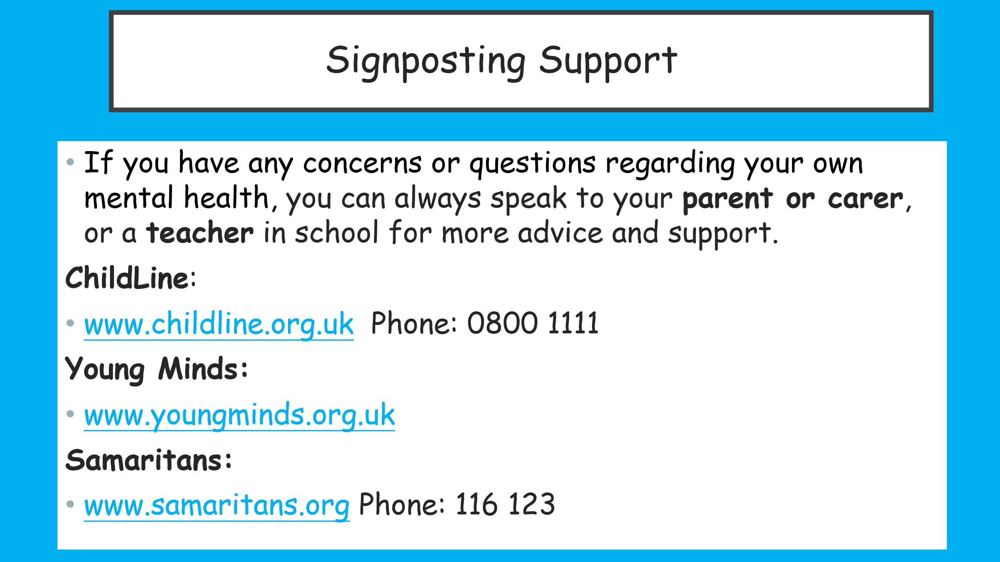 Signposting Support
• If you have any concerns or questions regarding your own
mental health, you can always speak to your parent or carer,
or a teacher in school for more advice and support.
ChildLine:
• www.childline.org.uk Phone: 0800 1111
Young Minds:
• www.youngminds.org.uk
Samaritans:
• www.samaritans.org Phone: 116 123